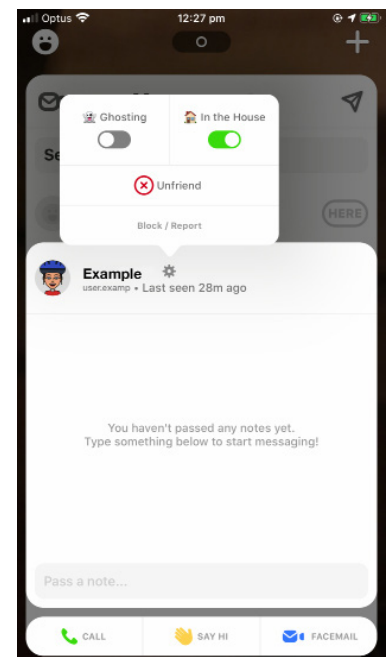 Optus 12:27 pm
Se
Ghosting In the House
Unfriend
Block / Report
HERE
Example
user.examp • Last seen 28m ago
You haven't passed any notes yet.
Type something below to start messaging!
Pass a note...
CALL SAY HI FACEMAIL